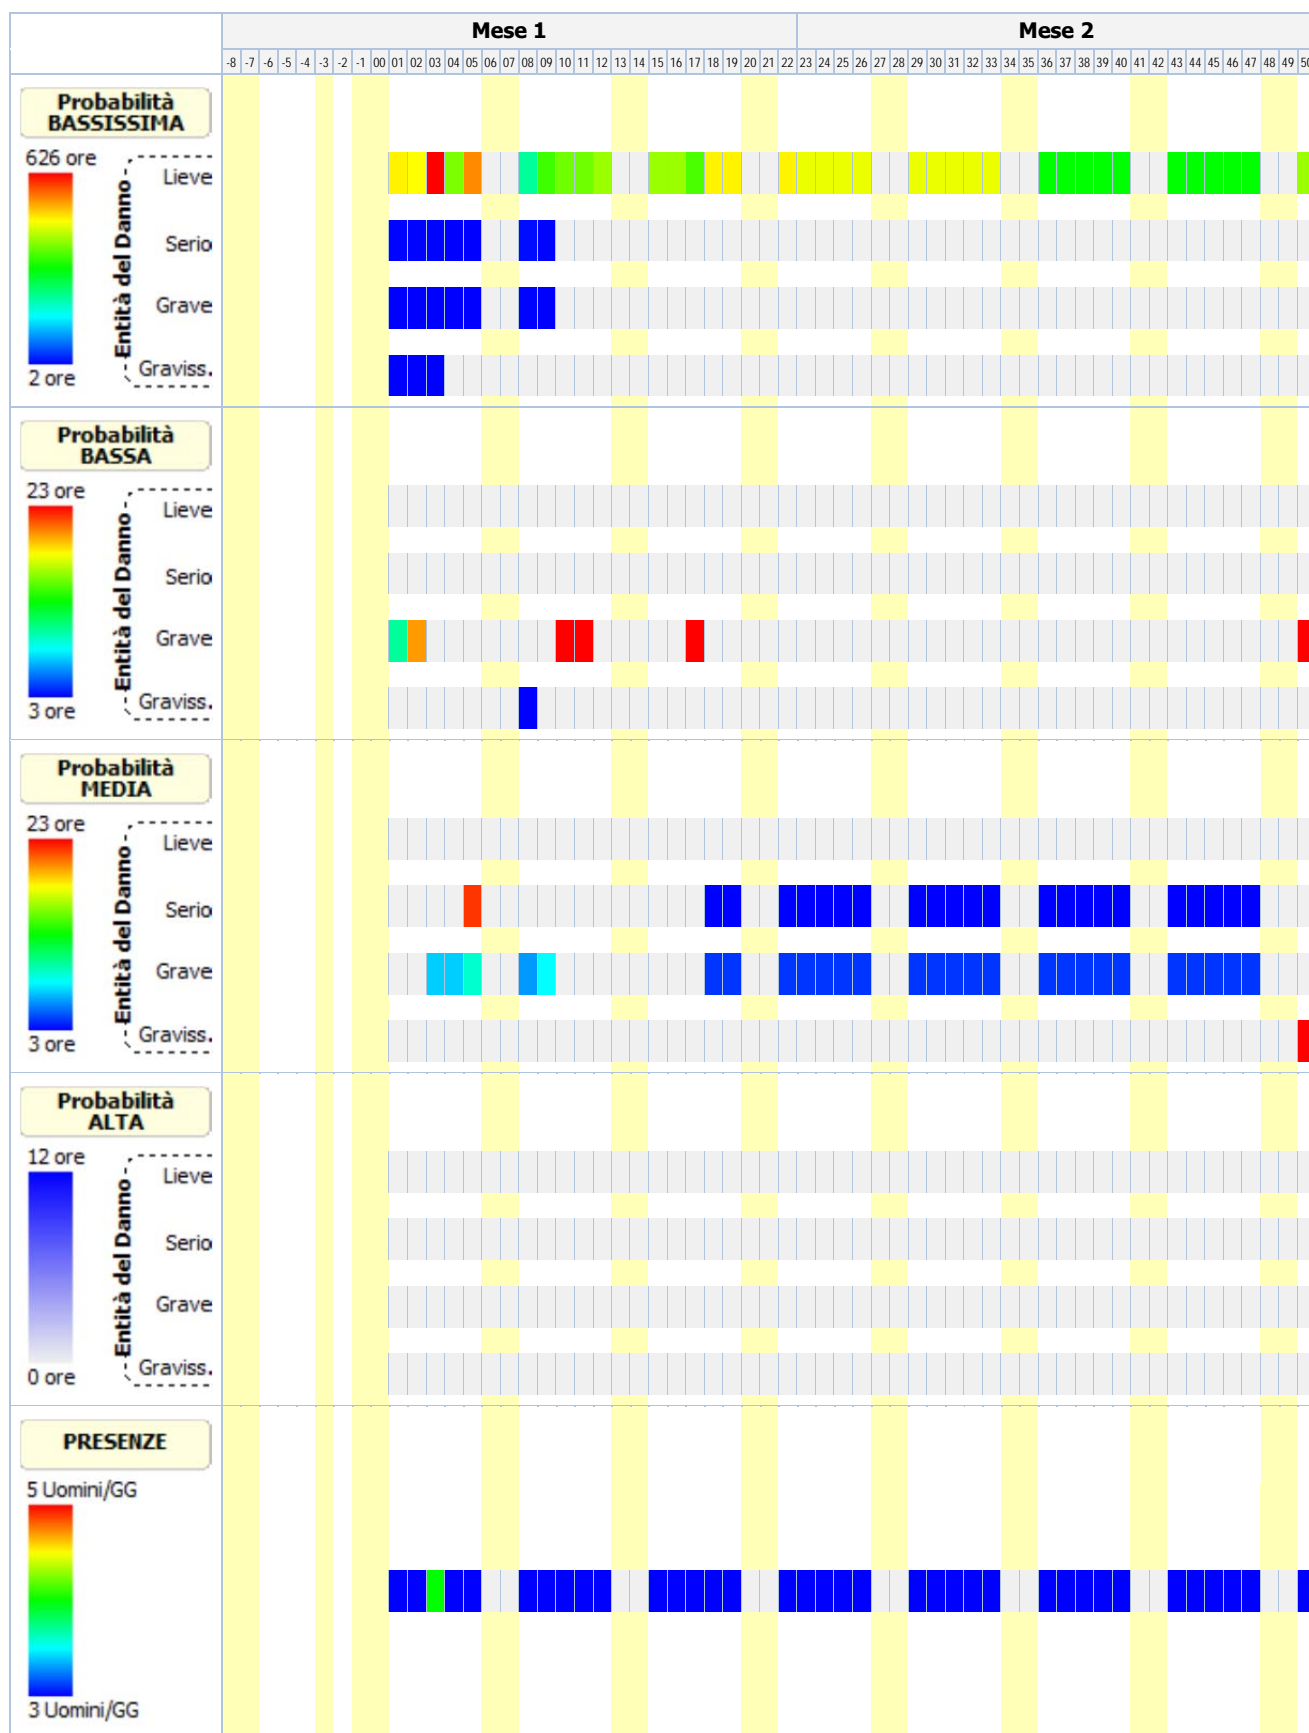 Mese 1 Mese 2
-8 -7 -6 -5 -4 -3 -2 -1 00 01 02 03 04 05 06 07 08 09 10 11 12 13 14 15 16 17 18 19 20 21 22 23 24 25 26 27 28 29 30 31 32 33 34 35 36 37 38 39 40 41 42 43 44 45 46 47 48 49 50
Probabilità
BASSISSIMA
626 ore
Entità del Danno
Lieve
Serio
Grave
Graviss.
2 ore
Probabilità
BASSA
23 ore
Entità del Danno
Lieve
Serio
Grave
Graviss.
3 ore
Probabilità
MEDIA
23 ore
Entità del Danno
Lieve
Serio
Grave
Graviss.
3 ore
Probabilità
ALTA
12 ore
Entità del Danno
Lieve
Serio
Grave
Graviss.
0 ore
PRESENZE
5 Uomini/GG
3 Uomini/GG